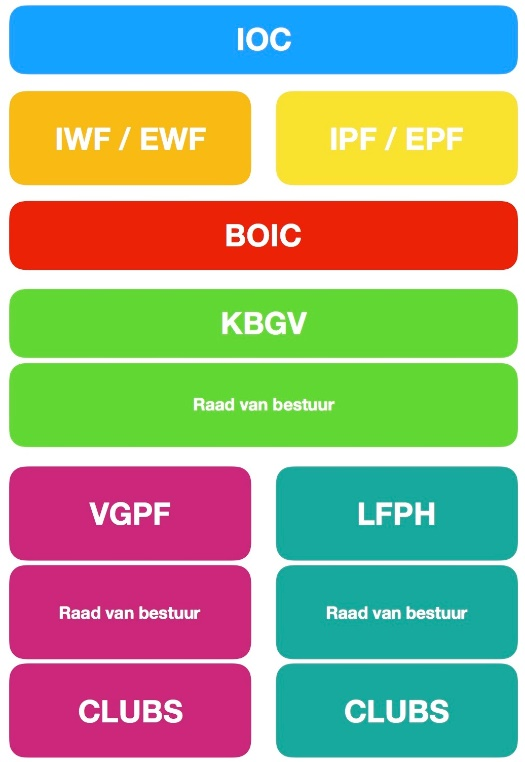 IOC
IWF / EWF
IPF / EPF
BOIC
KBGV
Raad van bestuur
VGPF
LFPH
Raad van bestuur
Raad van bestuur
CLUBS
CLUBS